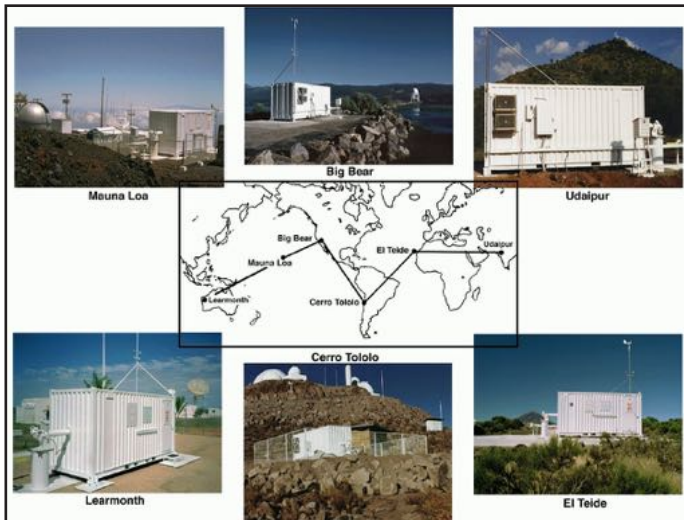 Mauna Loa
Big Bear
Udaipur
Big Bear
Mauna Loa
Learmonth
El Teide
Udaipur
Cerro Tololo
Cerro Tololo
Learmonth
El Teide